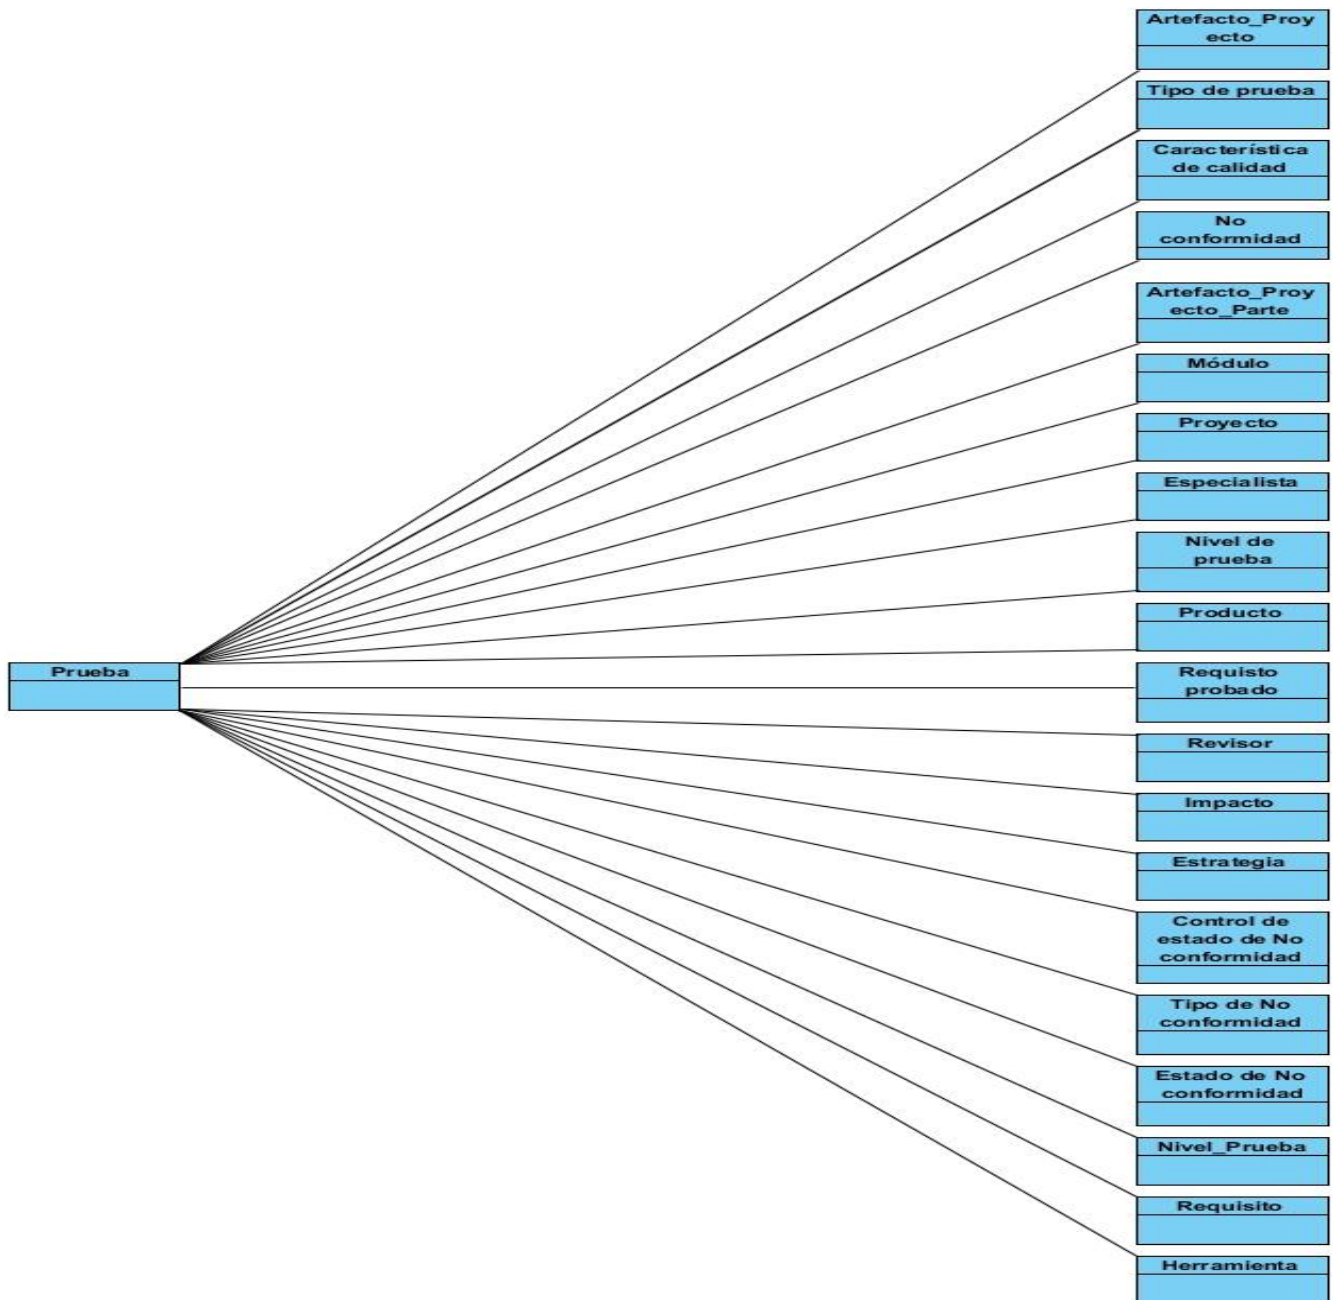 Artefacto_Proy
ecto
Tipo de prueba
Característica
de calidad
No
conformidad
Artefacto_Proy
ecto_Parte
Módulo
Proyecto
Especialista
Nivel de
prueba
Producto
Prueba
Requisto
probado
Revisor
Impacto
Estrategia
Control de
estado de No
conformidad
Tipo de No
conformidad
Estado de No
conformidad
Nivel_Prueba
Requisito
Herramienta